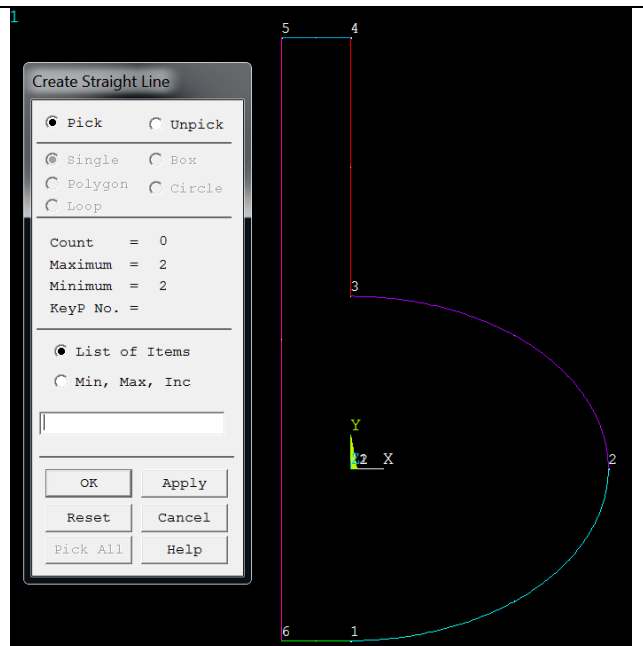 1
5 4
Create Straight Line
Pick Unpick
Single Box
Polygon Circle
Loop
Count = 0
Maximum = 2
Minimum = 2
KeyP No. =
3
List of Items
Min, Max, Inc
Y
X
2
OK Apply
Reset Cancel
Pick All Help
6 1